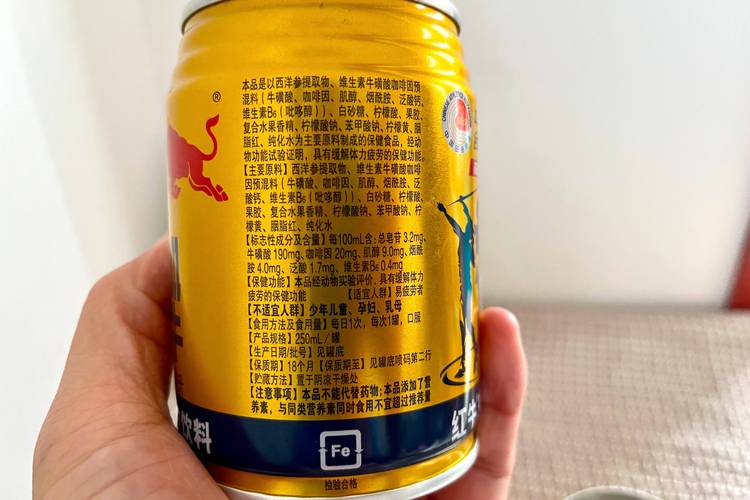 本品是以西洋参提取物、维生素牛磺酸咖啡因预
混料（牛磺酸、咖啡因、肌醇、烟酰胺、泛酸钙、
维生素B₆（吡哆醇））、白砂糖、柠檬酸、果胶、
复合水果香精、柠檬酸钠、苯甲酸钠、柠檬黄、胭
脂红、纯化水为主要原料制成的保健食品，经动
物功能试验证明，具有缓解体力疲劳的保健功能。
【主要原料】西洋参提取物、维生素牛磺酸咖啡
因预混料（牛磺酸、咖啡因、肌醇、烟酰胺、泛
酸钙、维生素B₆（吡哆醇））、白砂糖、柠檬
酸、果胶、复合水果香精、柠檬酸钠、苯甲酸钠、柠
檬黄、胭脂红、纯化水
【标志性成分及含量】每100mL含：总皂苷 3.2mg、
牛磺酸 190mg、咖啡因 20mg、肌醇 9.0mg、烟酰
胺 4.0mg、泛酸 1.7mg、维生素B₆ 0.4mg
【保健功能】本品经动物实验评价，具有缓解体力
疲劳的保健功能 【适宜人群】易疲劳者
【不适宜人群】少年儿童、孕妇、乳母
【食用方法及食用量】每日1次，每次1罐，口服
【产品规格】250mL／罐
【生产日期/批号】见罐底
【保质期】18个月【保质期至】见罐底喷码第二行
【贮藏方法】置于阴凉干燥处
【注意事项】本品不能代替药物；本品添加了营
养素，与同类营养素同时食用不宜超过推荐量
®
饮料
Fe
检验合格
红牛